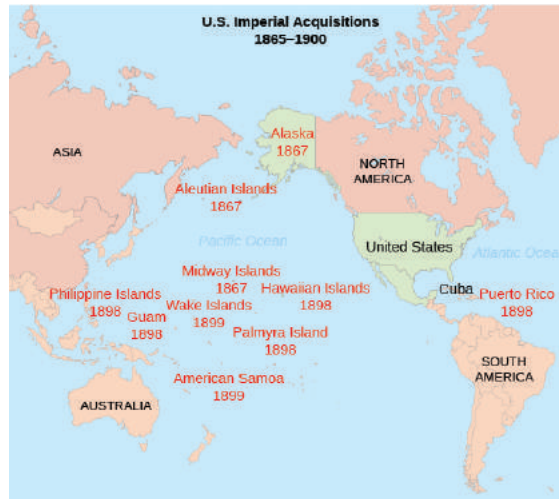 U.S. Imperial Acquisitions
1865–1900
Alaska
1867
ASIA
NORTH
AMERICA
Aleutian Islands
1867
Pacific Ocean
United States
Atlantic Ocea
Midway Islands
1867
Hawaiian Islands
1898
Cuba
Puerto Rico
1898
Philippine Islands
1898
Guam
1898
Wake Islands
1899
Palmyra Island
1898
SOUTH
AMERICA
American Samoa
1899
AUSTRALIA